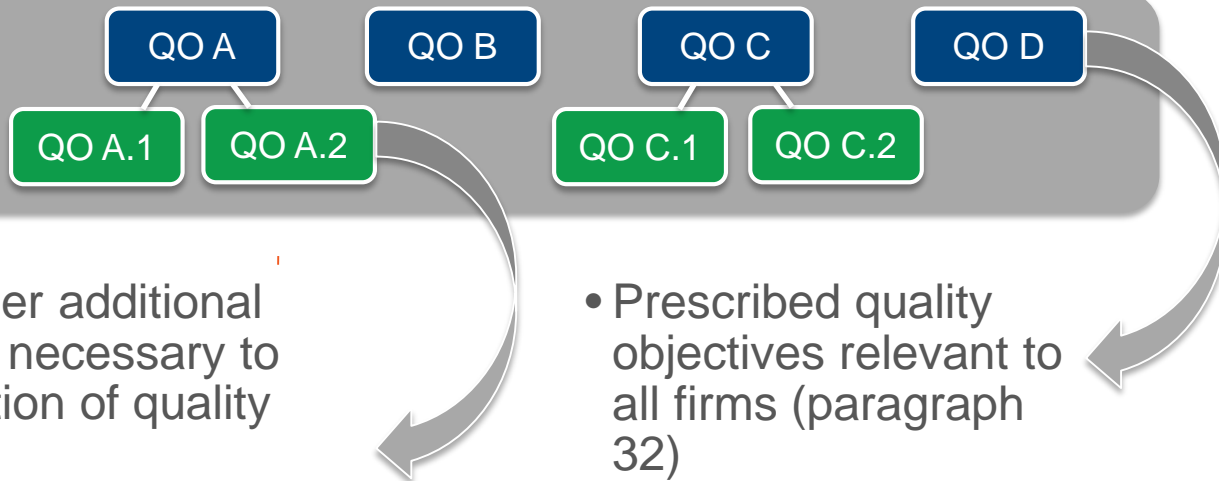 QO A
QO B
QO C
QO D
QO A.1
QO A.2
QO C.1
QO C.2
er additional
necessary to
tion of quality
• Prescribed quality
objectives relevant to
all firms (paragraph
32)